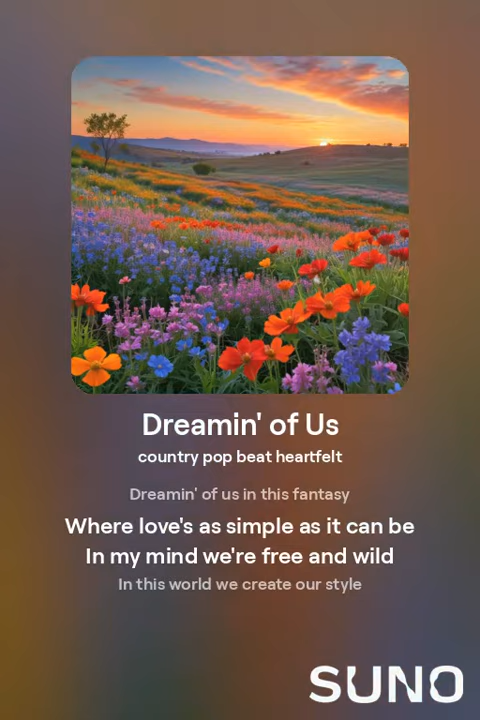 Dreamin' of Us
country pop beat heartfelt
Dreamin' of us in this fantasy
Where love's as simple as it can be
In my mind we're free and wild
In this world we create our style
SUNO